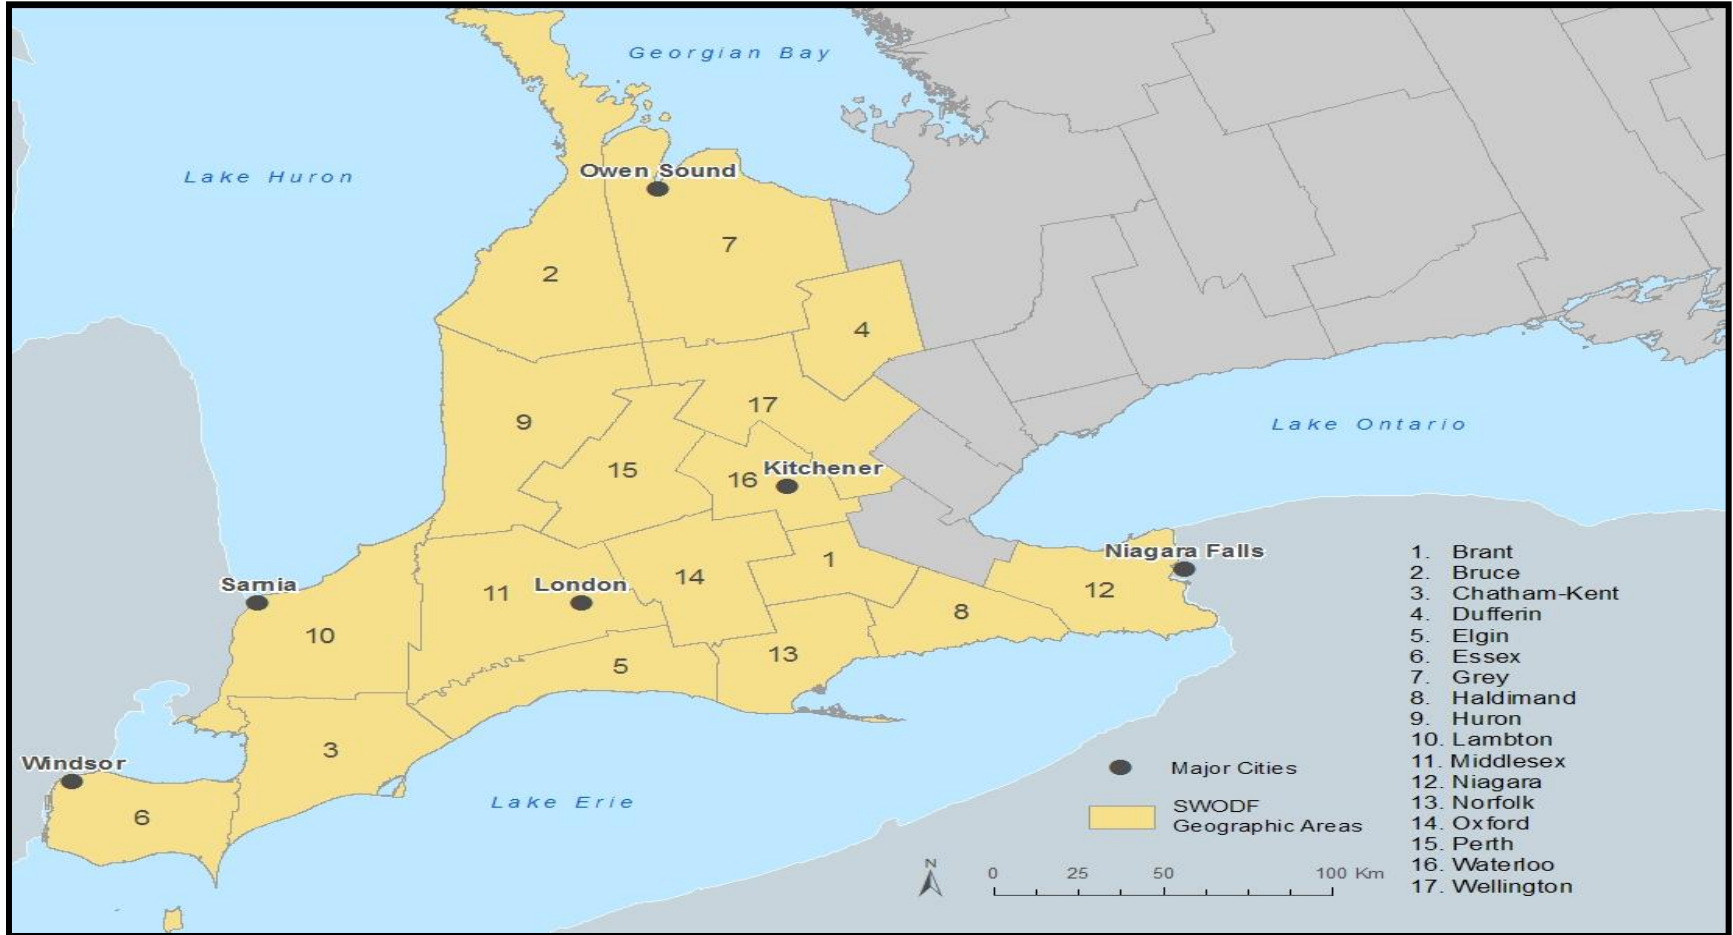 Georgian Bay
Lake Huron
Owen Sound
7
2
4
17
9
Lake Ontario
15
16
Kitchener
Niagara Falls
1
14
Sarnia
11
London
12
8
10
13
5
3
Windsor
6
Lake Erie
Major Cities
SWODF
Geographic Areas
N
0 25 50 100 Km
1. Brant
2. Bruce
3. Chatham-Kent
4. Dufferin
5. Elgin
6. Essex
7. Grey
8. Haldimand
9. Huron
10. Lambton
11. Middlesex
12. Niagara
13. Norfolk
14. Oxford
15. Perth
16. Waterloo
17. Wellington